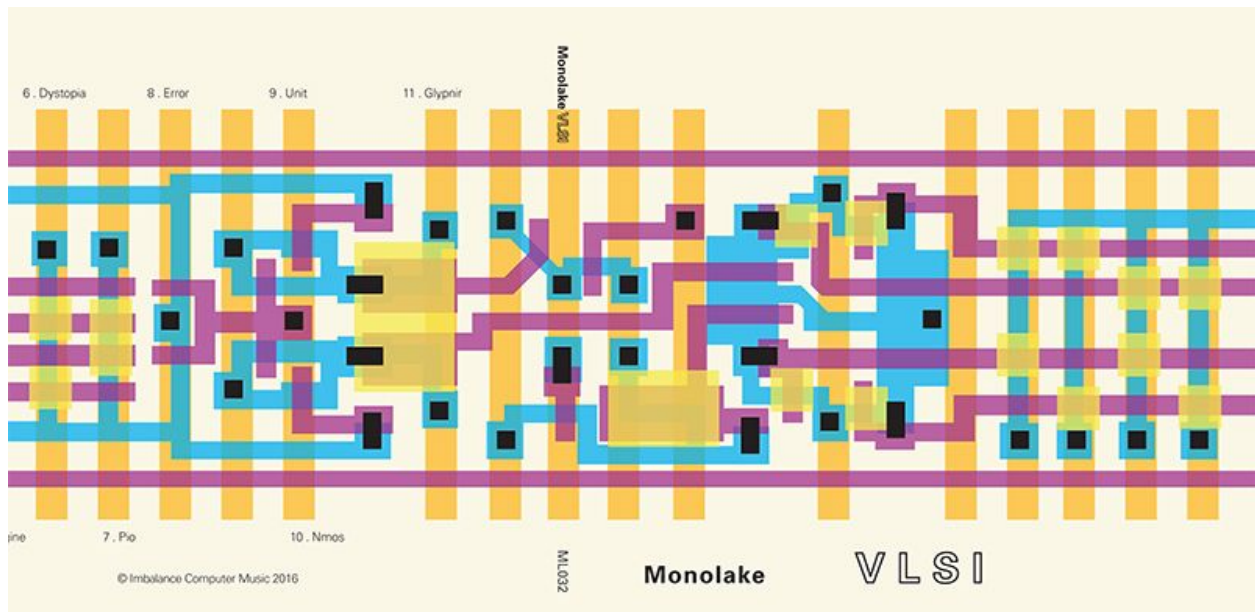 6 . Dystopia
8 . Error
9 . Unit
11 . Glypnir
Monolake VLSI
gine
7 . Pio
10 . Nmos
© Imbalance Computer Music 2016
ML032
Monolake
VLSI